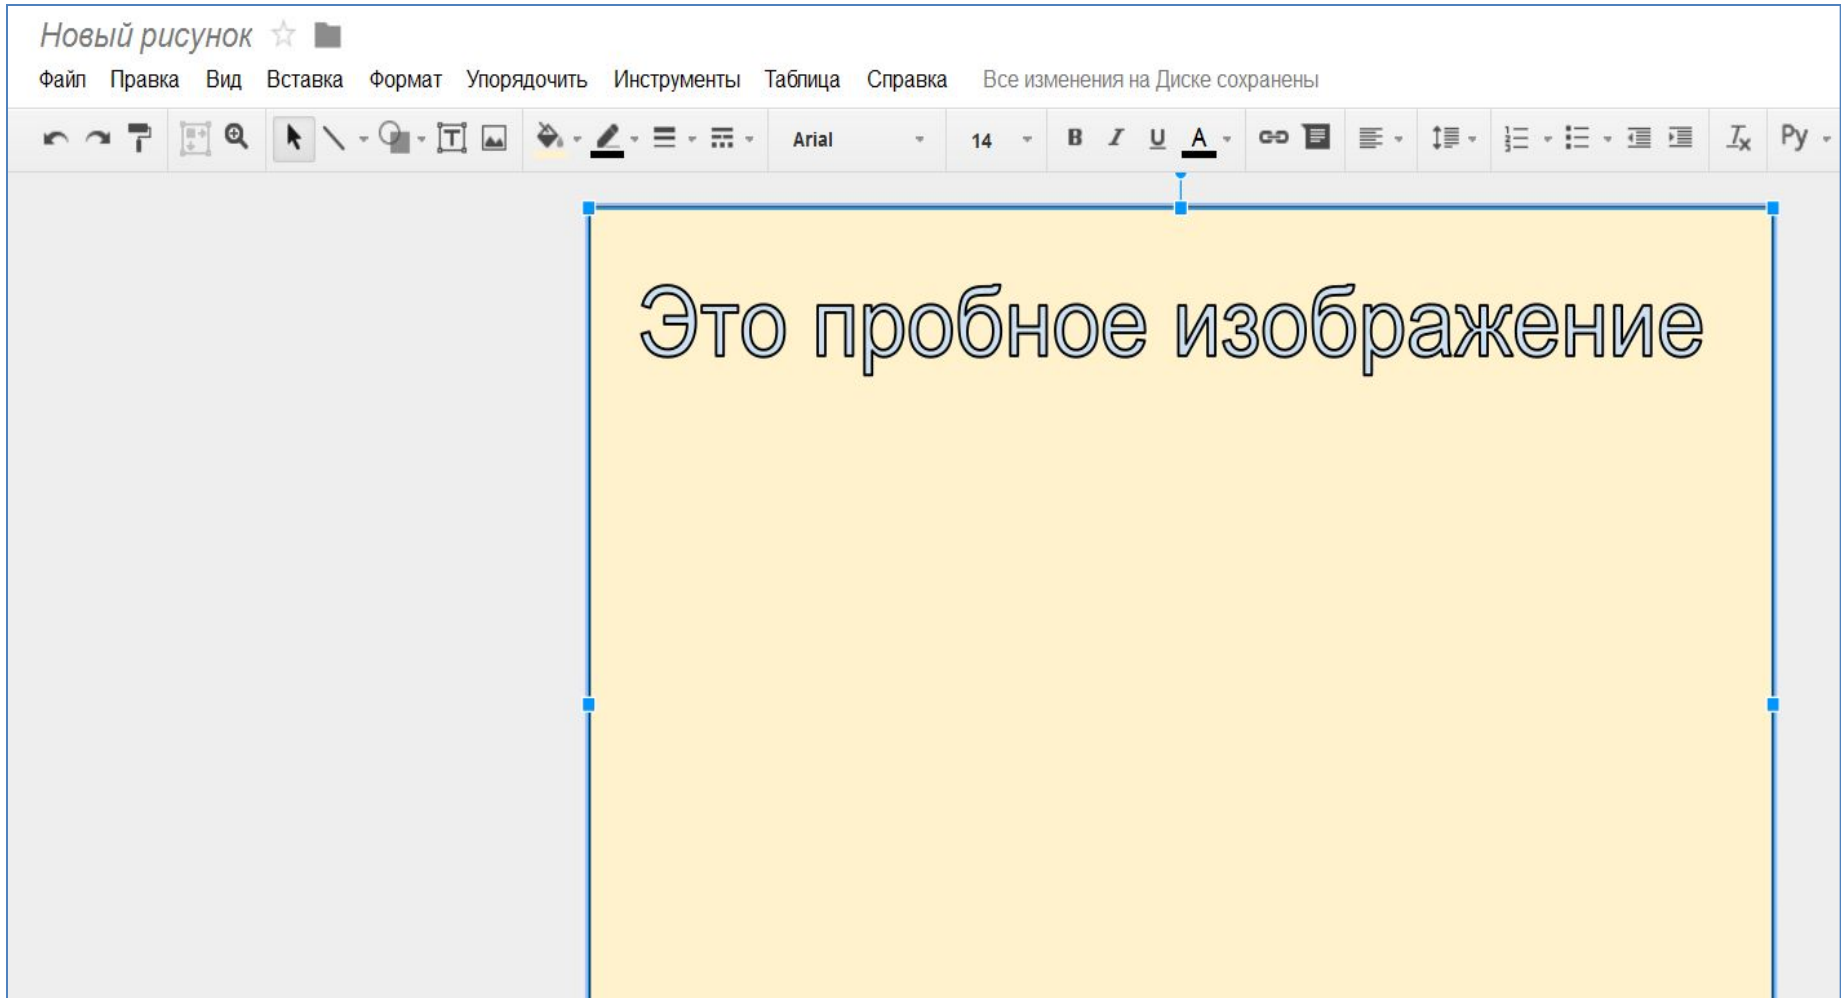 Новый рисунок
Файл Правка Вид Вставка Формат Упорядочить Инструменты Таблица Справка Все изменения на Диске сохранены
Arial 14 B I U A Ру
Это пробное изображение